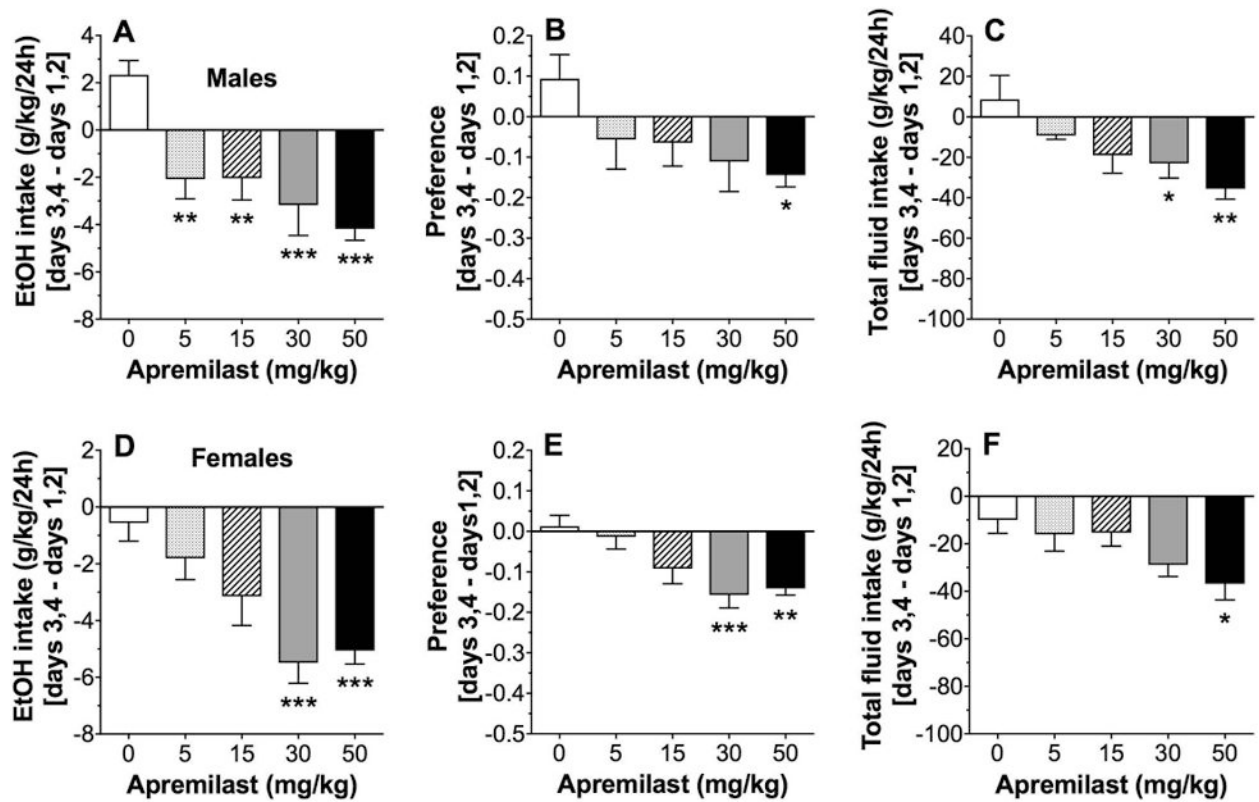 A
Males
EtOH intake (g/kg/24h)
[days 3,4 - days 1,2]
4
2
0
-2
-4
-6
-8
**
**
***
***
0 5 15 30 50
Apremilast (mg/kg)
B
Preference
[days 3,4 - days 1,2]
0.2
0.1
0.0
-0.1
-0.2
-0.3
-0.4
-0.5
*
0 5 15 30 50
Apremilast (mg/kg)
C
Total fluid intake (g/kg/24h)
[days 3,4 - days 1,2]
40
20
0
-20
-40
-60
-80
-100
*
**
0 5 15 30 50
Apremilast (mg/kg)
D
Females
EtOH intake (g/kg/24h)
[days 3,4 - days 1,2]
2
0
-2
-4
-6
-8
***
***
0 5 15 30 50
Apremilast (mg/kg)
E
Preference
[days 3,4 - days1,2]
0.2
0.1
0.0
-0.1
-0.2
-0.3
-0.4
-0.5
***
**
0 5 15 30 50
Apremilast (mg/kg)
F
Total fluid intake (g/kg/24h)
[days 3,4 - days 1,2]
20
0
-20
-40
-60
-80
-100
*
0 5 15 30 50
Apremilast (mg/kg)